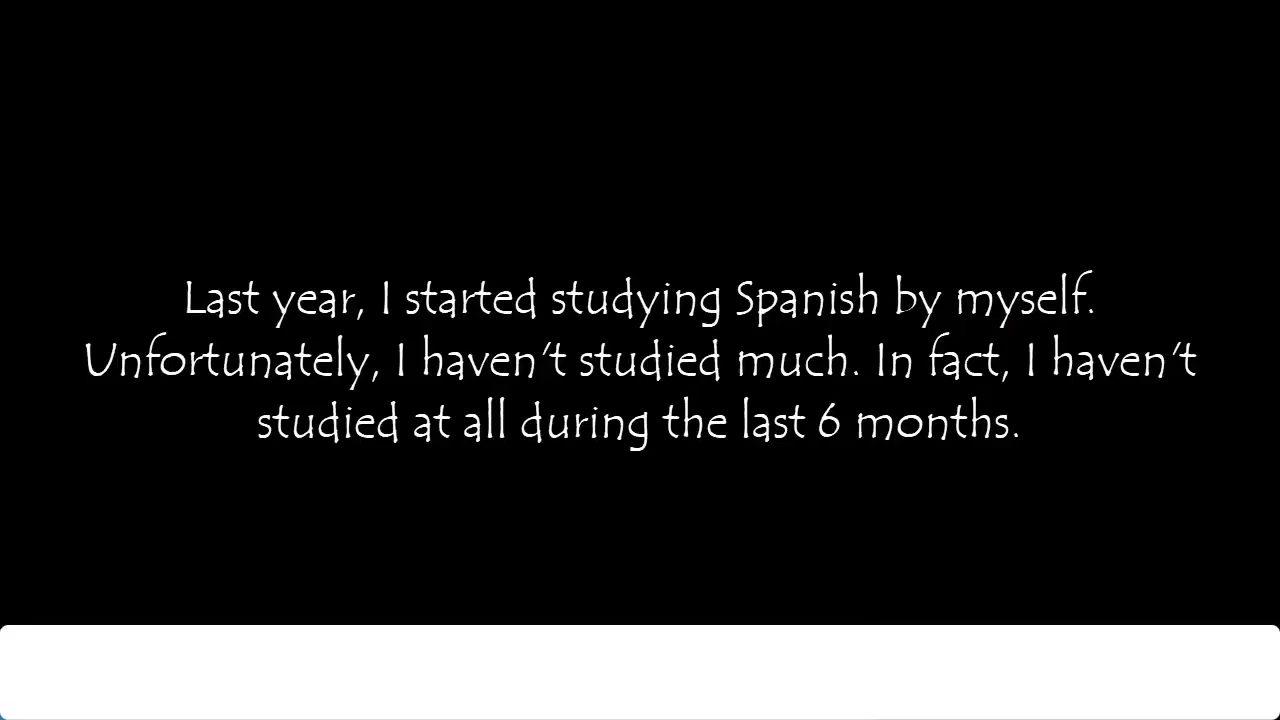 Last year, I started studying Spanish by myself.
Unfortunately, I haven't studied much. In fact, I haven't
studied at all during the last 6 months.